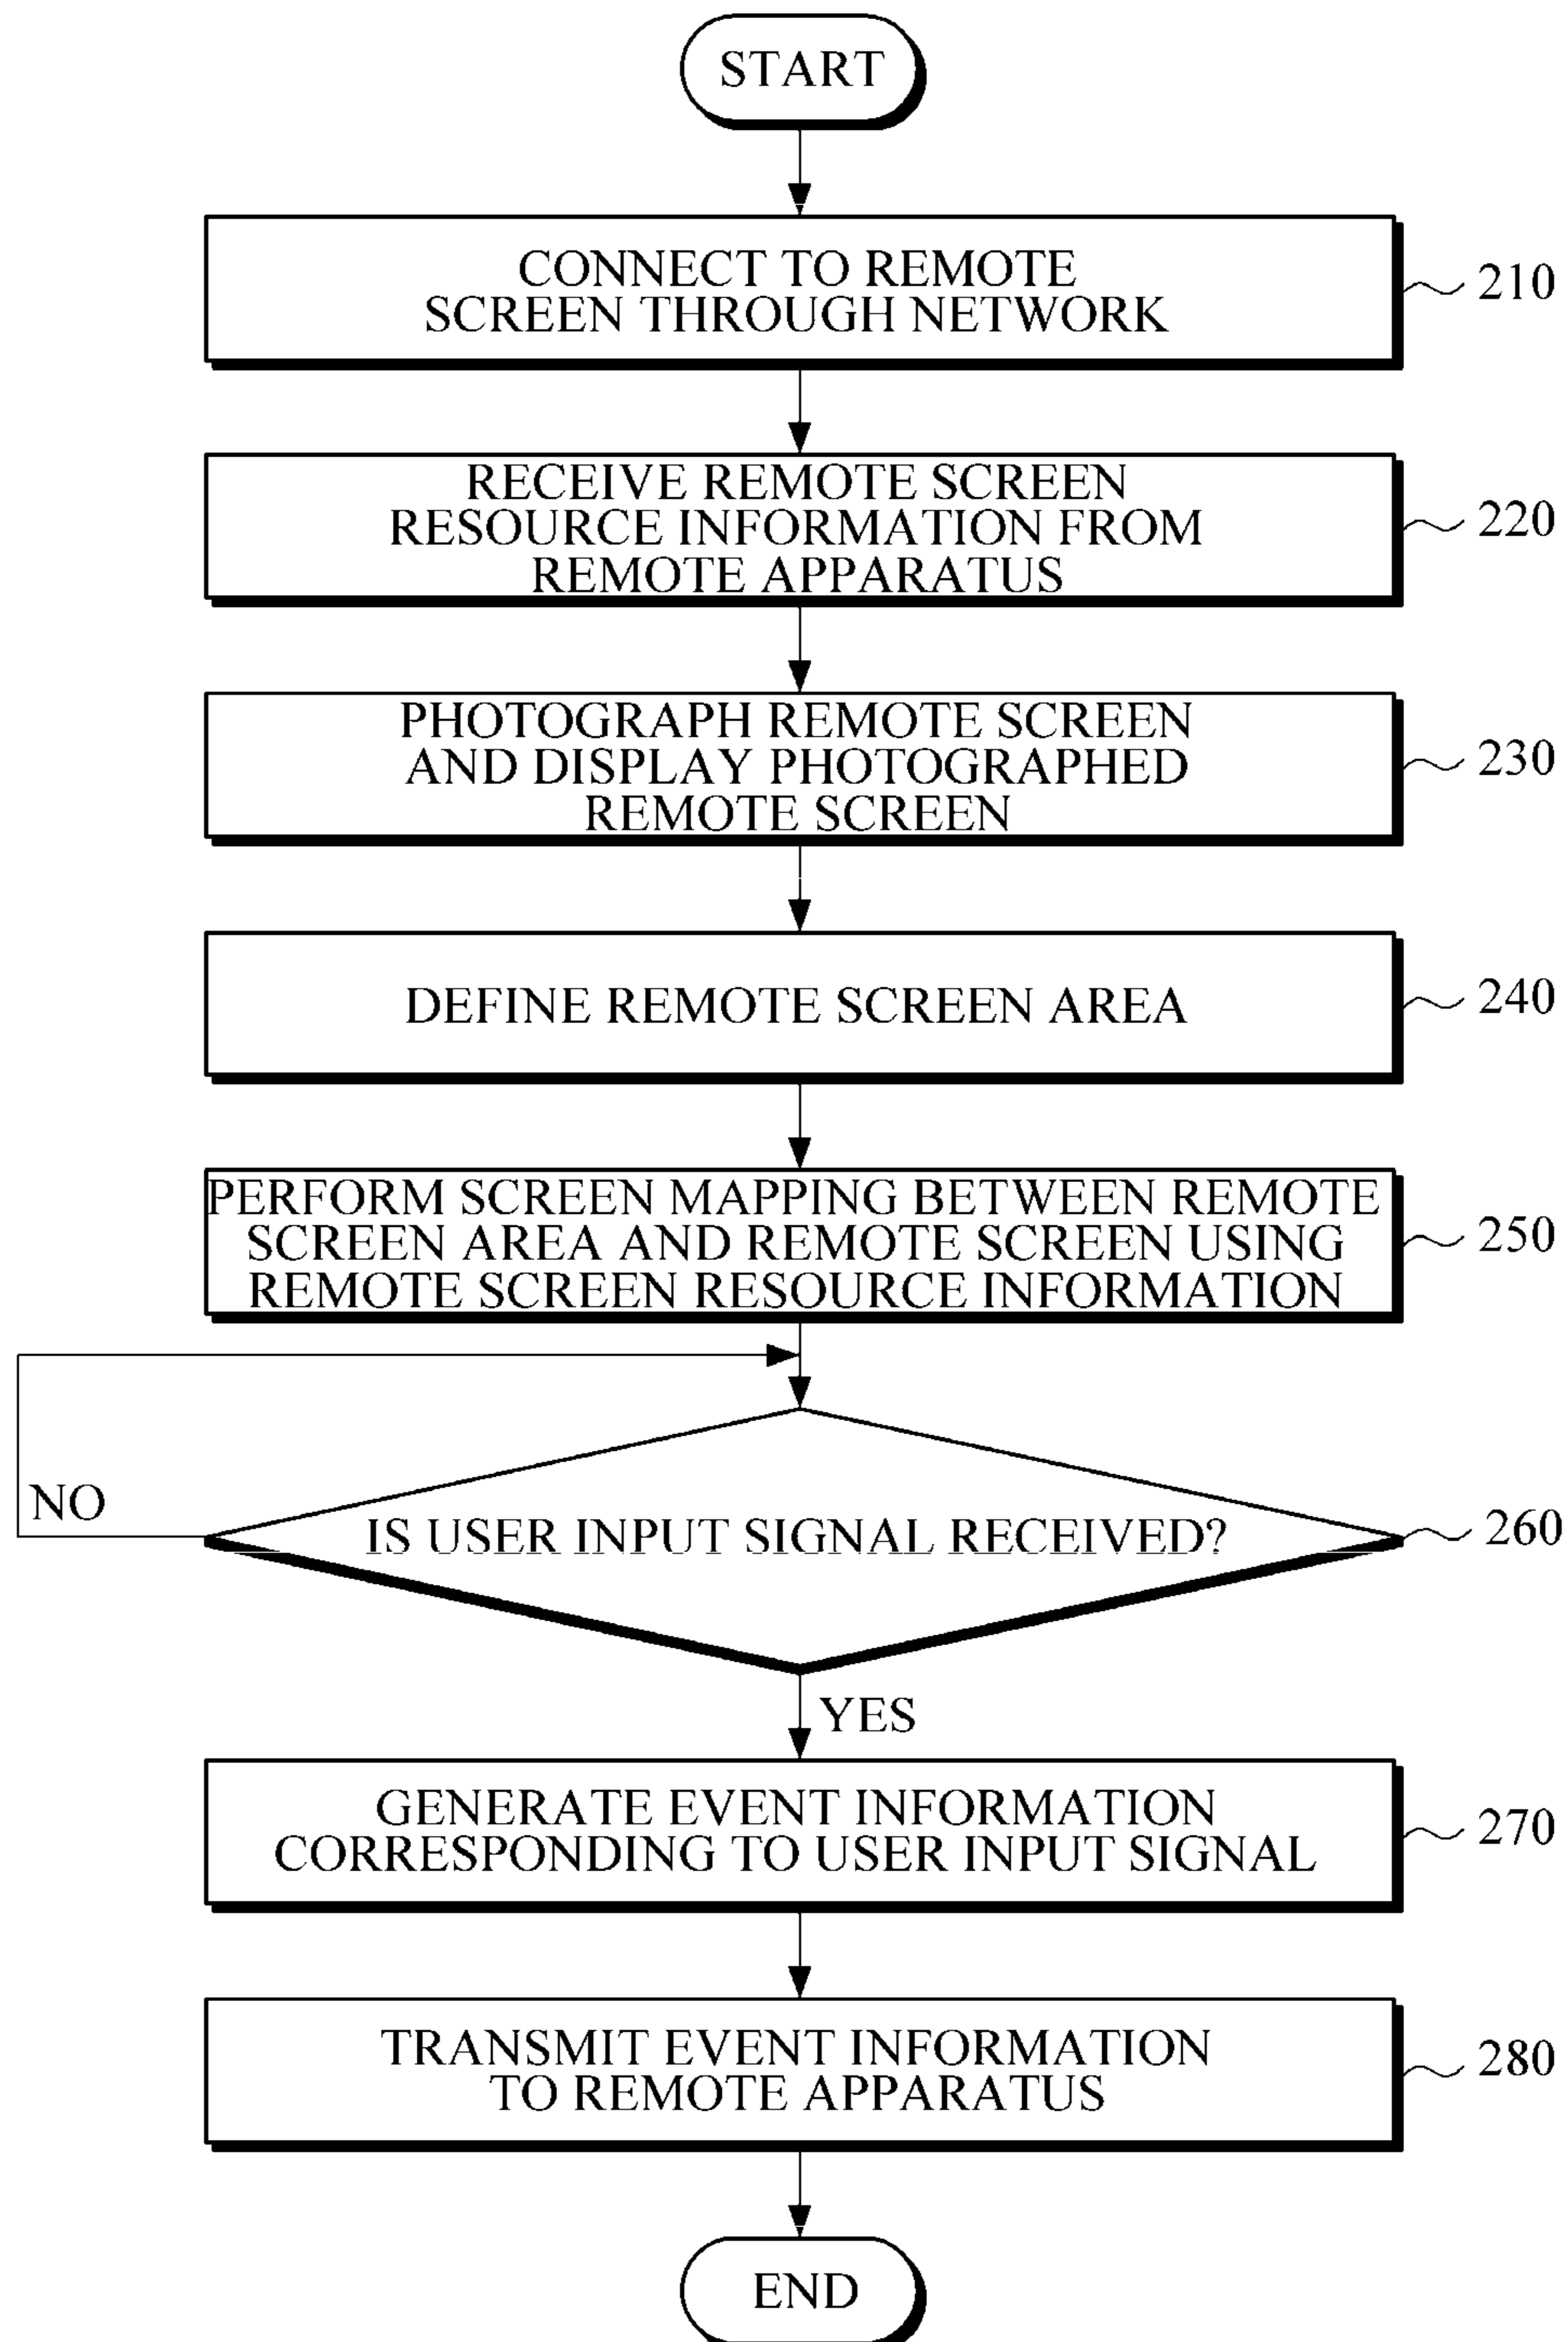 START
CONNECT TO REMOTE
SCREEN THROUGH NETWORK
210
RECEIVE REMOTE SCREEN
RESOURCE INFORMATION FROM
REMOTE APPARATUS
220
PHOTOGRAPH REMOTE SCREEN
AND DISPLAY PHOTOGRAPHED
REMOTE SCREEN
230
DEFINE REMOTE SCREEN AREA
240
PERFORM SCREEN MAPPING BETWEEN REMOTE
SCREEN AREA AND REMOTE SCREEN USING
REMOTE SCREEN RESOURCE INFORMATION
250
NO
IS USER INPUT SIGNAL RECEIVED?
260
YES
GENERATE EVENT INFORMATION
CORRESPONDING TO USER INPUT SIGNAL
270
TRANSMIT EVENT INFORMATION
TO REMOTE APPARATUS
280
END